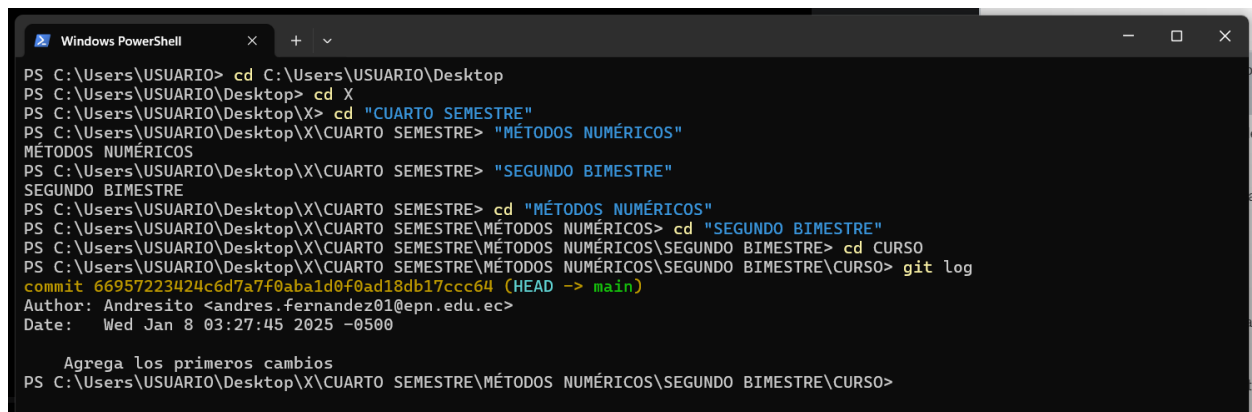 Windows PowerShell
PS C:\Users\USUARIO> cd C:\Users\USUARIO\Desktop
PS C:\Users\USUARIO\Desktop> cd X
PS C:\Users\USUARIO\Desktop\X> cd "CUARTO SEMESTRE"
PS C:\Users\USUARIO\Desktop\X\CUARTO SEMESTRE> "MÉTODOS NUMÉRICOS"
MÉTODOS NUMÉRICOS
PS C:\Users\USUARIO\Desktop\X\CUARTO SEMESTRE> "SEGUNDO BIMESTRE"
SEGUNDO BIMESTRE
PS C:\Users\USUARIO\Desktop\X\CUARTO SEMESTRE> cd "MÉTODOS NUMÉRICOS"
PS C:\Users\USUARIO\Desktop\X\CUARTO SEMESTRE\MÉTODOS NUMÉRICOS> cd "SEGUNDO BIMESTRE"
PS C:\Users\USUARIO\Desktop\X\CUARTO SEMESTRE\MÉTODOS NUMÉRICOS\SEGUNDO BIMESTRE> cd CURSO
PS C:\Users\USUARIO\Desktop\X\CUARTO SEMESTRE\MÉTODOS NUMÉRICOS\SEGUNDO BIMESTRE\CURSO> git log
commit 66957223424c6d7a7f0aba1d0f0ad18db17ccc64 (HEAD -> main)
Author: Andresito <andres.fernandez01@epn.edu.ec>
Date:   Wed Jan 8 03:27:45 2025 -0500
    Agrega los primeros cambios
PS C:\Users\USUARIO\Desktop\X\CUARTO SEMESTRE\MÉTODOS NUMÉRICOS\SEGUNDO BIMESTRE\CURSO>